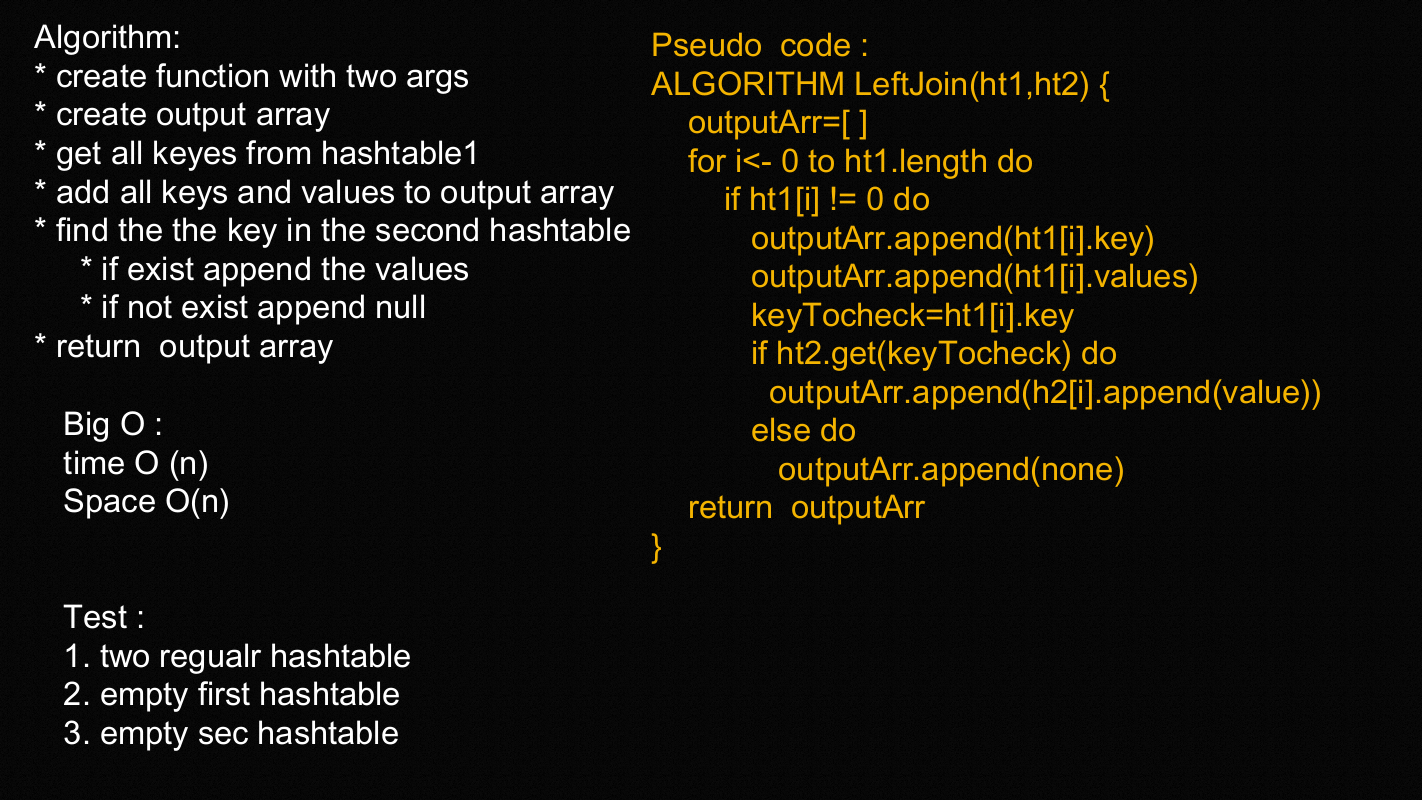 Algorithm:
* create function with two args
* create output array
* get all keyes from hashtable1
* add all keys and values to output array
* find the the key in the second hashtable
* if exist append the values
* if not exist append null
* return  output array
Big O :
time O (n)
Space O(n)
Test :
1. two regualr hashtable
2. empty first hashtable
3. empty sec hashtable
Pseudo  code :
ALGORITHM LeftJoin(ht1,ht2) {
outputArr=[ ]
for i<- 0 to ht1.length do
if ht1[i] != 0 do
outputArr.append(ht1[i].key)
outputArr.append(ht1[i].values)
keyTocheck=ht1[i].key
if ht2.get(keyTocheck) do
outputArr.append(h2[i].append(value))
else do
outputArr.append(none)
return  outputArr
}